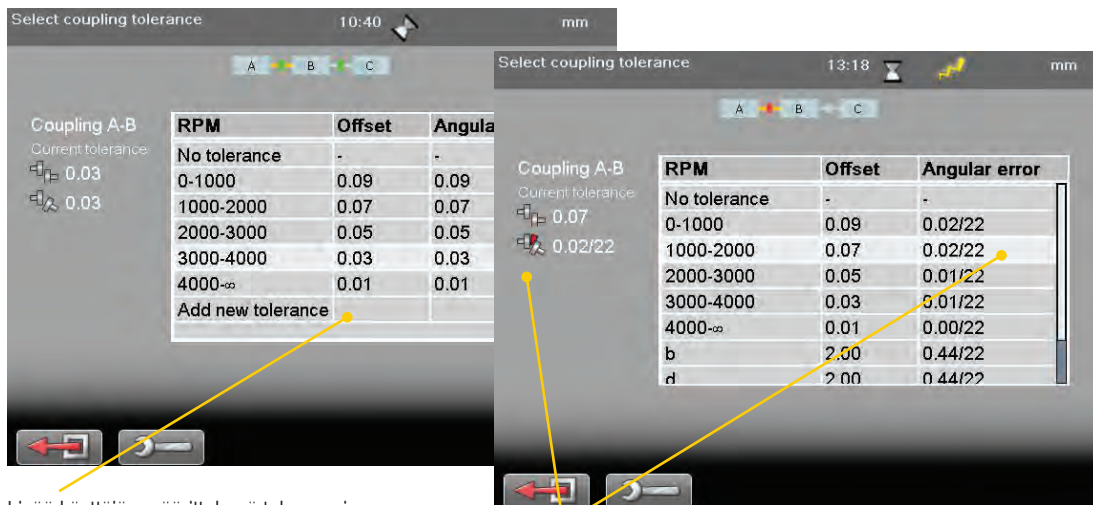 Select coupling tolerance 10:40 mm
A B C
Coupling A-B
Current tolerance
0.03
0.03
RPM Offset Angula
No tolerance - -
0-1000 0.09 0.09
1000-2000 0.07 0.07
2000-3000 0.05 0.05
3000-4000 0.03 0.03
4000-∞ 0.01 0.01
Add new tolerance
Select coupling tolerance 13:18 mm
A B C
Coupling A-B
Current tolerance
0.07
0.02/22
RPM Offset Angular error
No tolerance - -
0-1000 0.09 0.02/22
1000-2000 0.07 0.02/22
2000-3000 0.05 0.01/22
3000-4000 0.03 0.01/22
4000-∞ 0.01 0.00/22
b 2.00 0.44/22
d 2.00 0.44/22